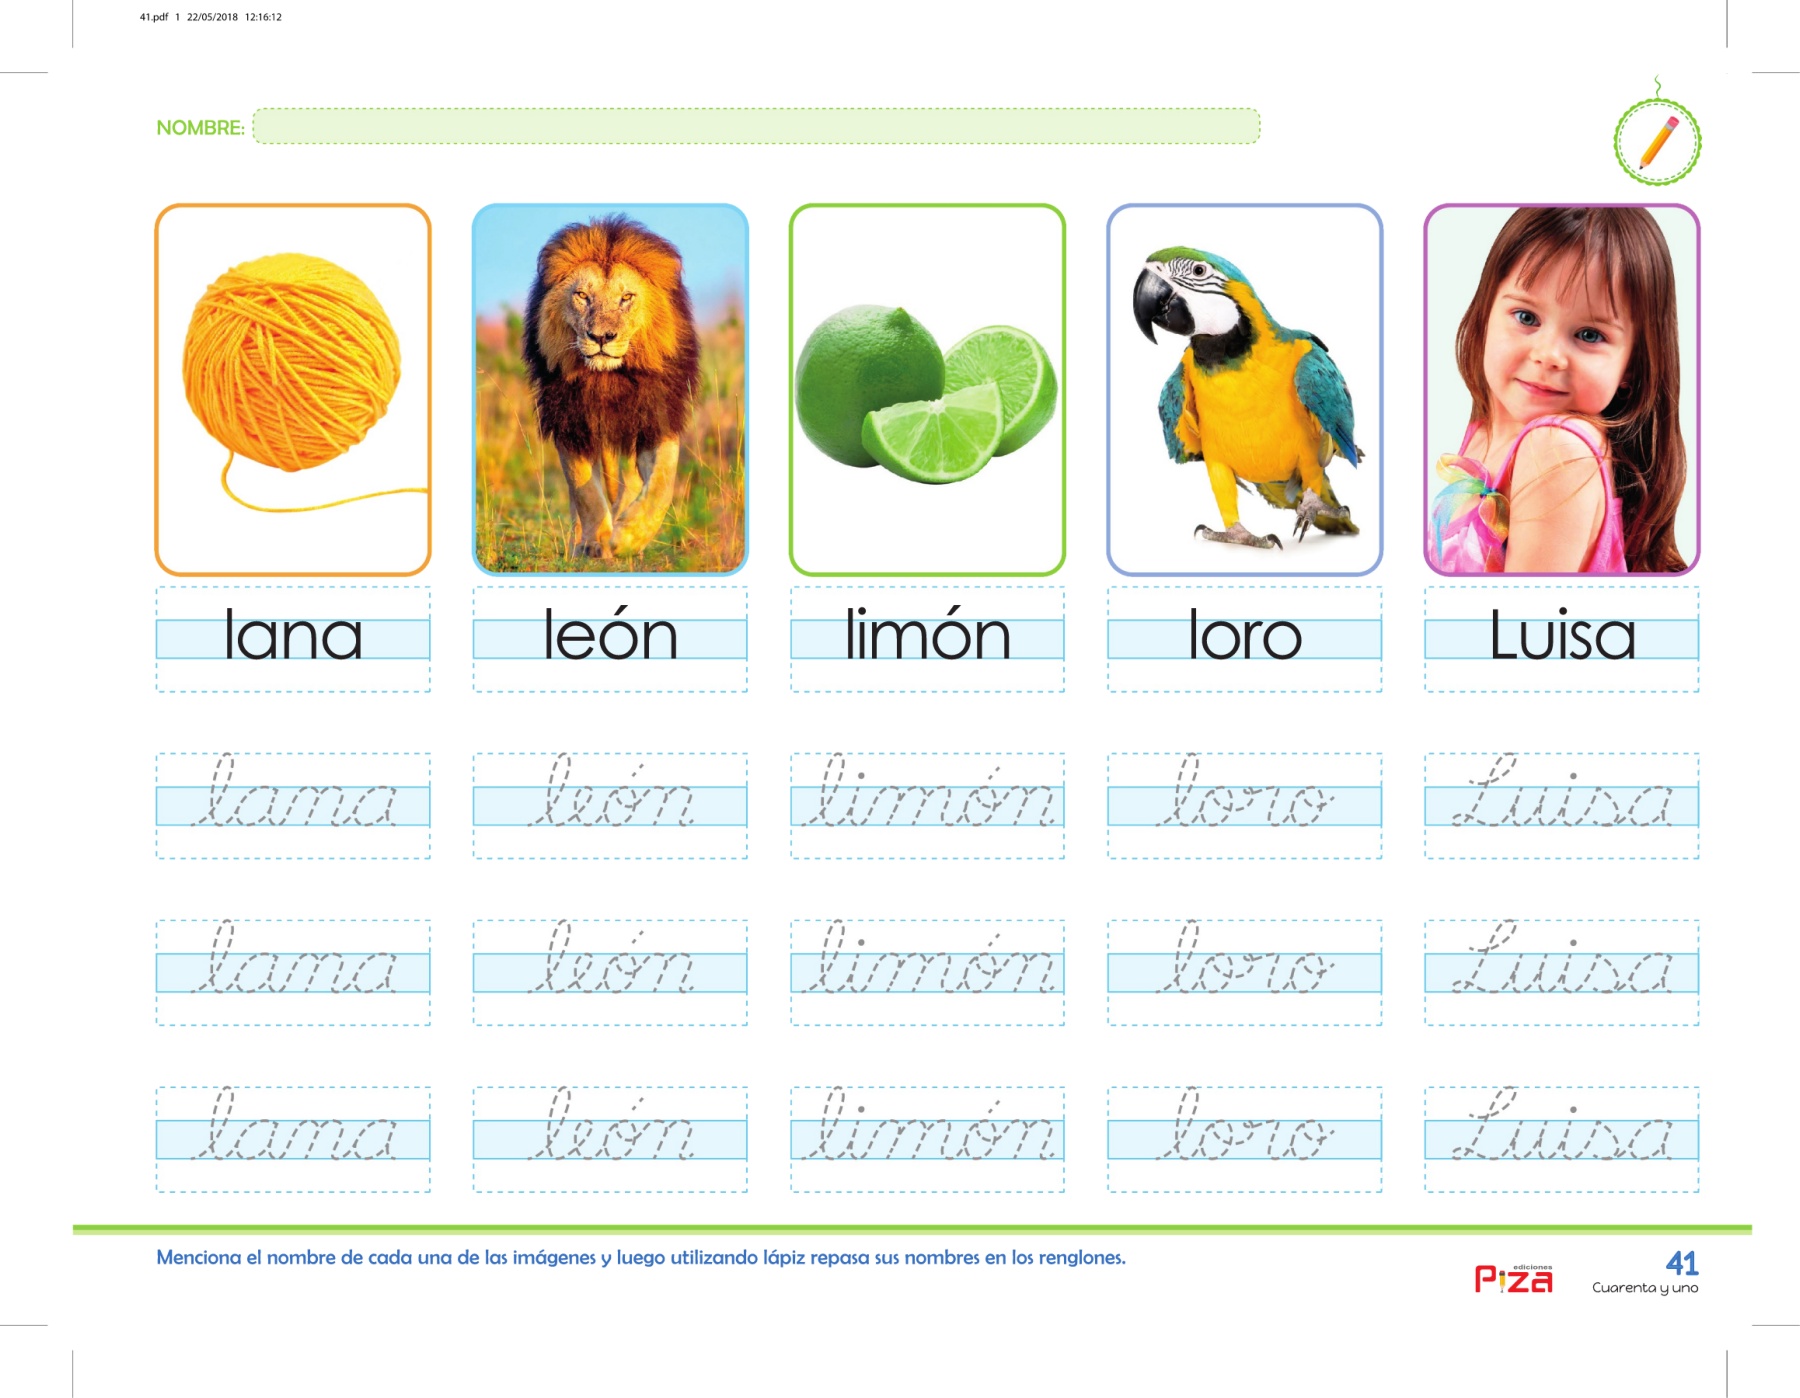 41.pdf 1 22/05/2018 12:16:12
NOMBRE:
lana león limón loro Luisa
lana león limón loro Luisa
lana león limón loro Luisa
lana león limón loro Luisa
Menciona el nombre de cada una de las imágenes y luego utilizando lápiz repasa sus nombres en los renglones.
ediciones
Piza
41
Cuarenta y uno